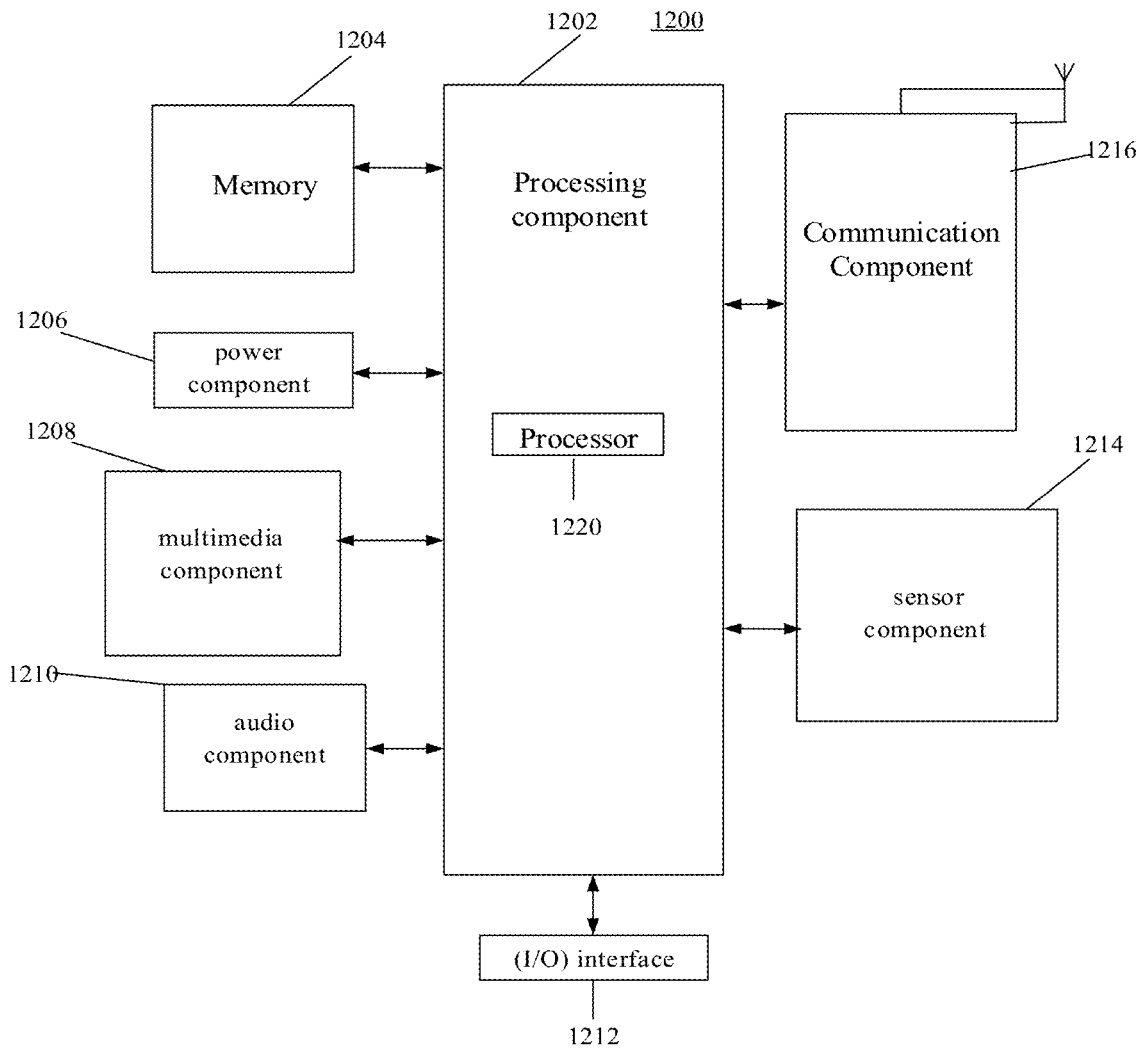 1202
1200
1204
Memory
Processing
component
1216
Communication
Component
1206
power
component
Processor
1220
1208
multimedia
component
1214
sensor
component
1210
audio
component
(I/O) interface
1212